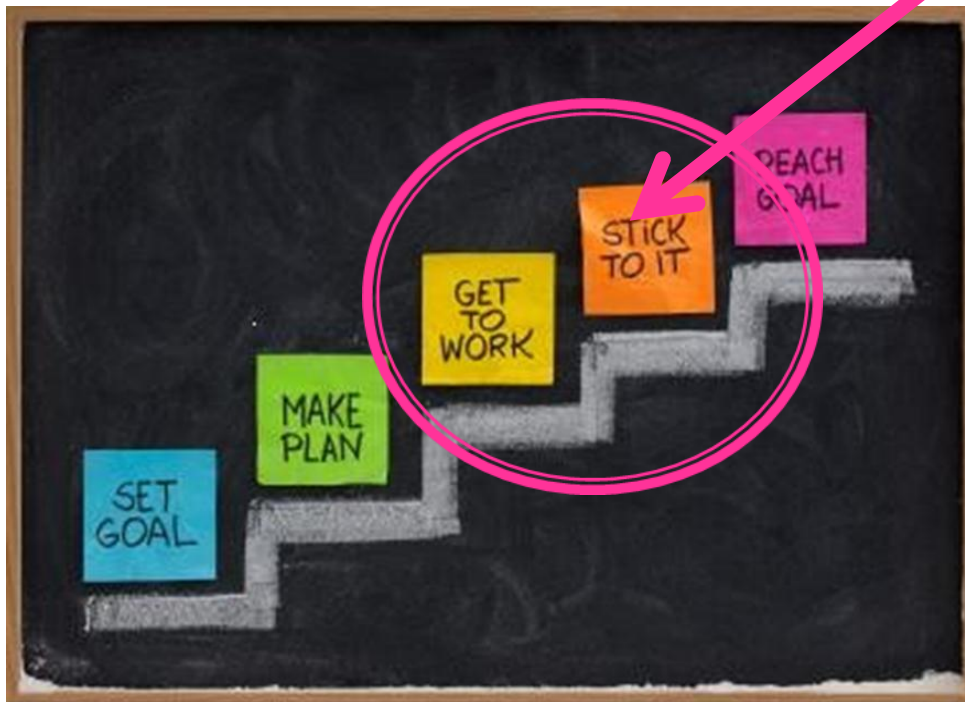 SET
GOAL
MAKE
PLAN
GET
TO
WORK
STiCK
TO IT
REACH
GOAL